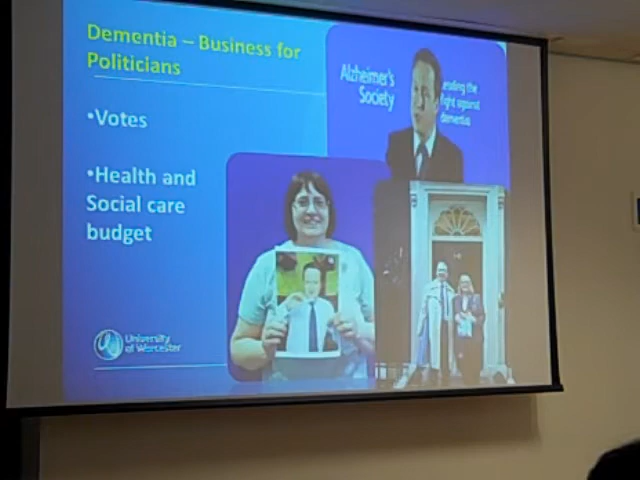 Dementia – Business for
Politicians
•Votes
•Health and
Social care
budget
Alzheimer's
Society
Leading the
fight against
dementia
University
of Worcester